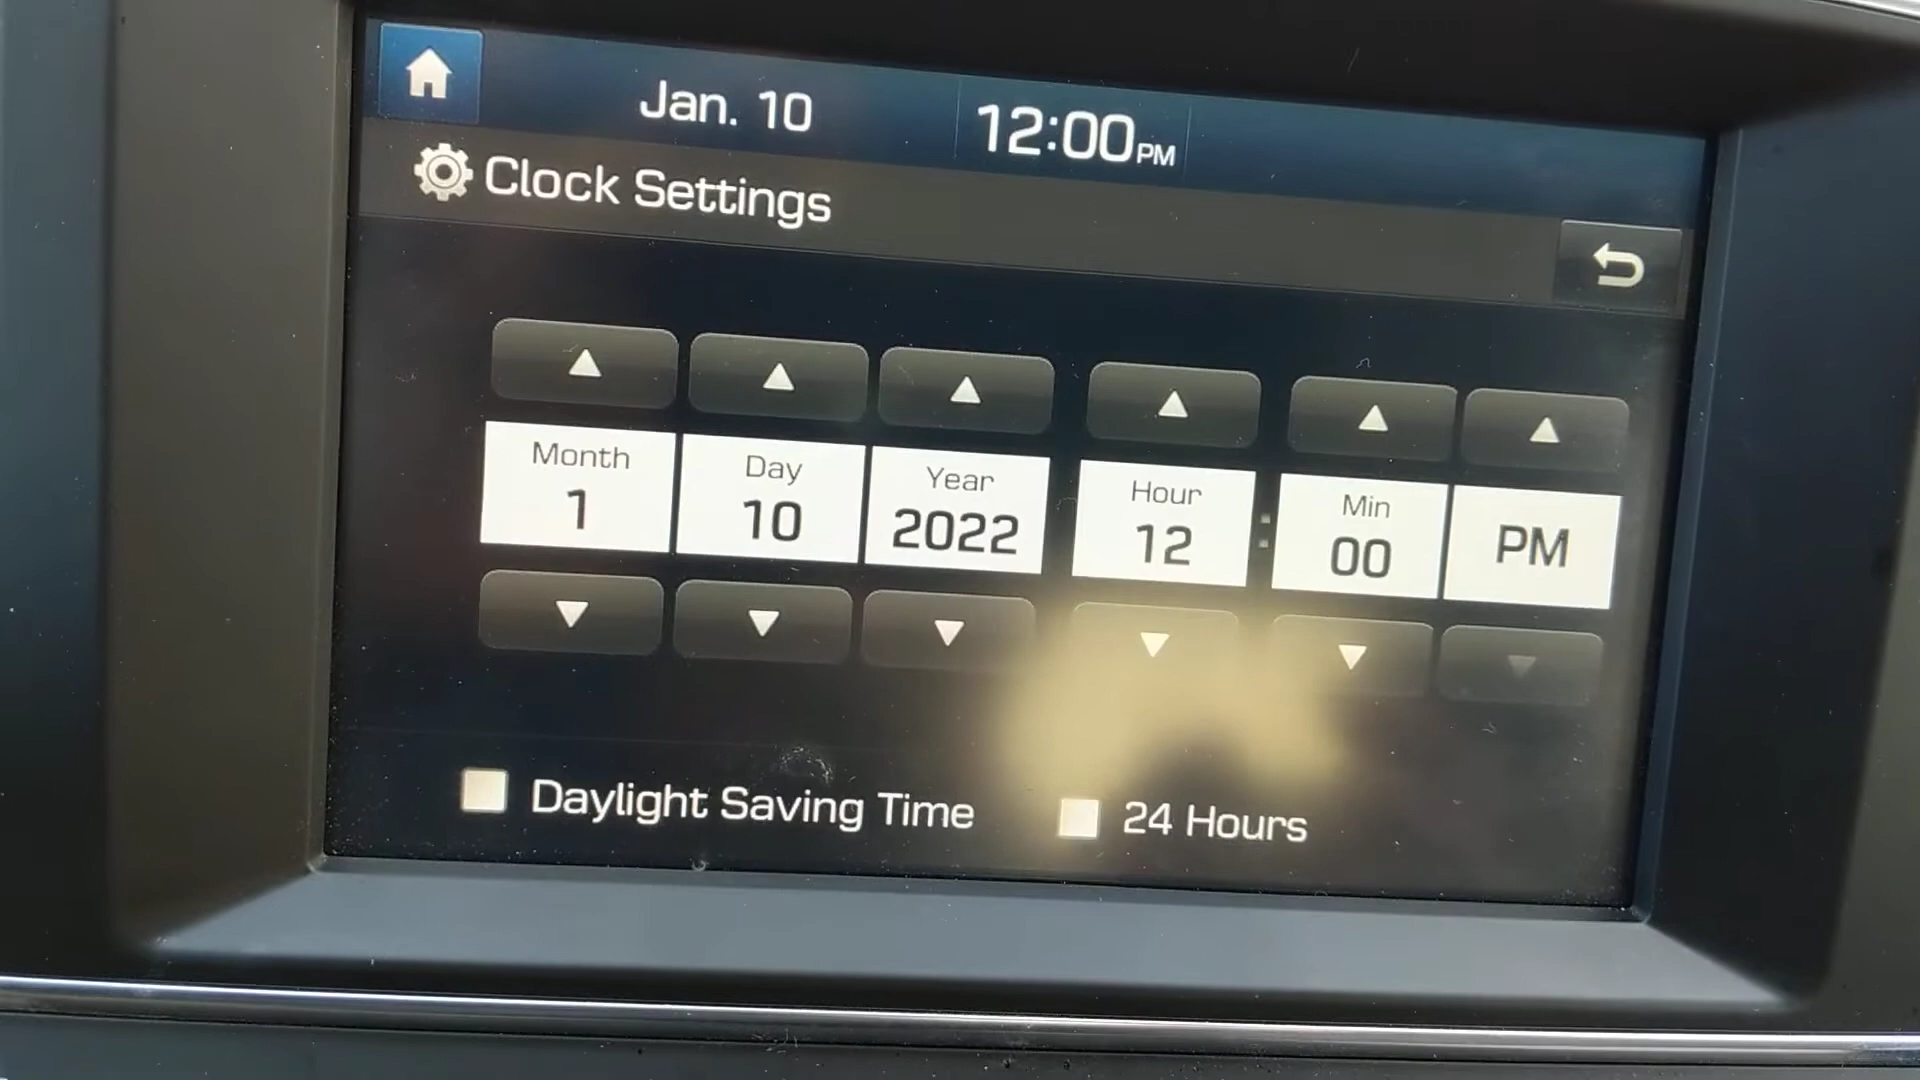 Jan. 10 12:00PM
Clock Settings
Month Day Year Hour Min
1 10 2022 12 : 00 PM
Daylight Saving Time 24 Hours